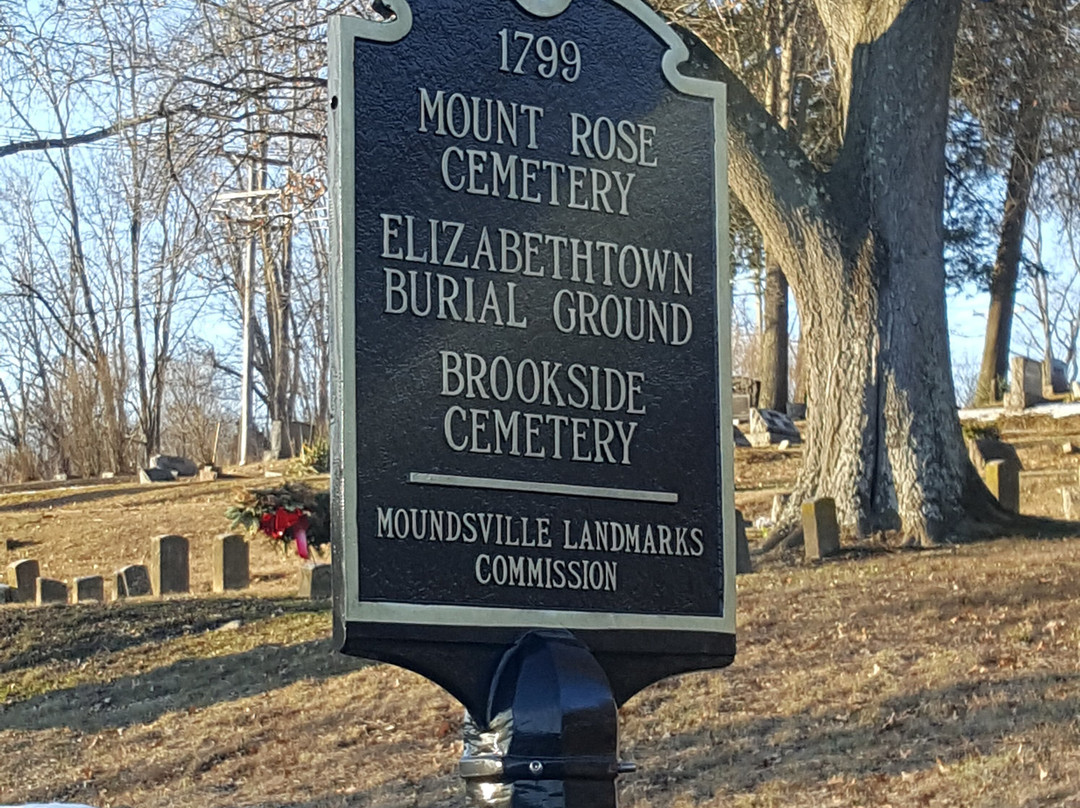 1799
MOUNT ROSE
CEMETERY
ELIZABETHTOWN
BURIAL GROUND
BROOKSIDE
CEMETERY
MOUNDSVILLE LANDMARKS
COMMISSION